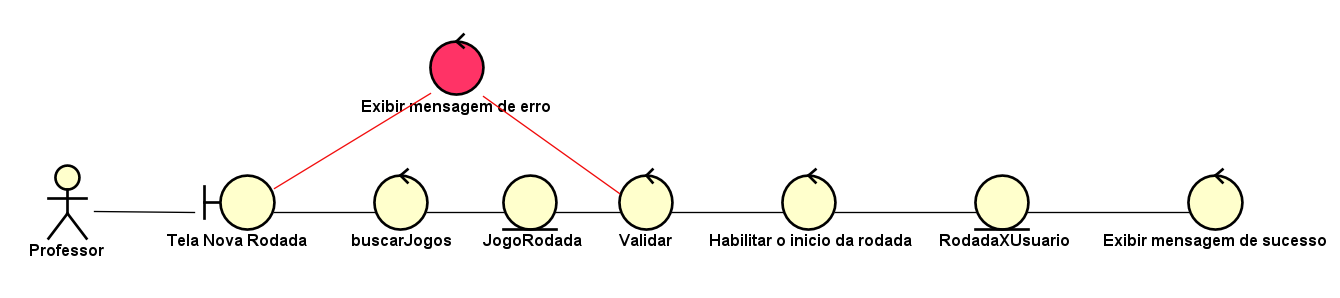 Exibir mensagem de erro
Professor
Tela Nova Rodada
buscarJogos
JogoRodada
Validar
Habilitar o inicio da rodada
RodadaXUsuario
Exibir mensagem de sucesso